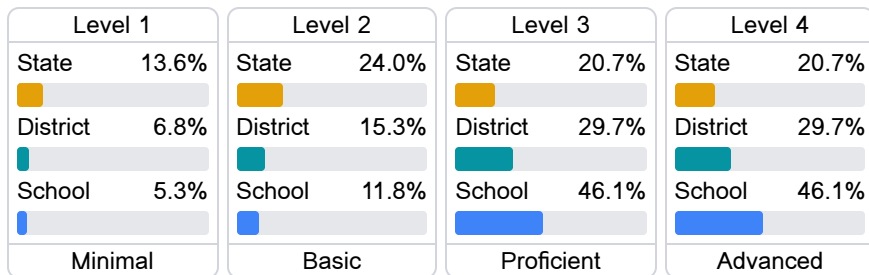 Level 1
State 13.6%
District 6.8%
School 5.3%
Minimal
Level 2
State 24.0%
District 15.3%
School 11.8%
Basic
Level 3
State 20.7%
District 29.7%
School 46.1%
Proficient
Level 4
State 20.7%
District 29.7%
School 46.1%
Advanced